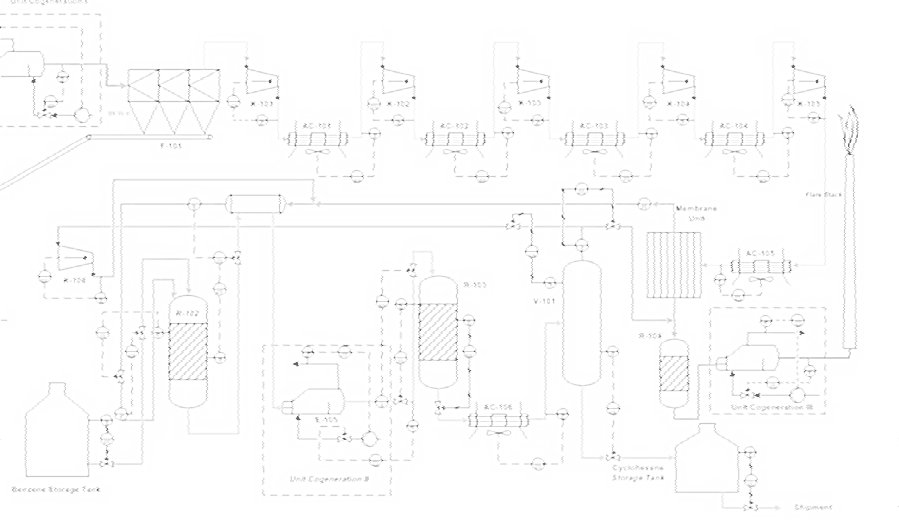 Unit Cogeneration I
K-101
K-102
K-103
K-104
K-105
AC-101
AC-102
AC-103
AC-104
F-101
Flare Stack
Membrane
Unit
AC-105
K-106
R-102
R-103
V-101
R-104
E-105
AC-106
Unit Cogeneration II
Unit Cogeneration III
Benzene Storage Tank
Cyclohexane
Storage Tank
Shipment